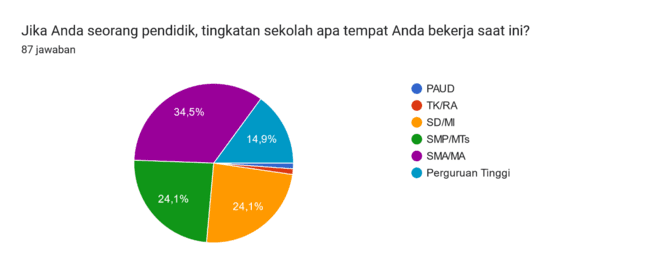 Jika Anda seorang pendidik, tingkatan sekolah apa tempat Anda bekerja saat ini?
87 jawaban
34,5%
14,9%
24,1%
24,1%
PAUD
TK/RA
SD/MI
SMP/MTs
SMA/MA
Perguruan Tinggi